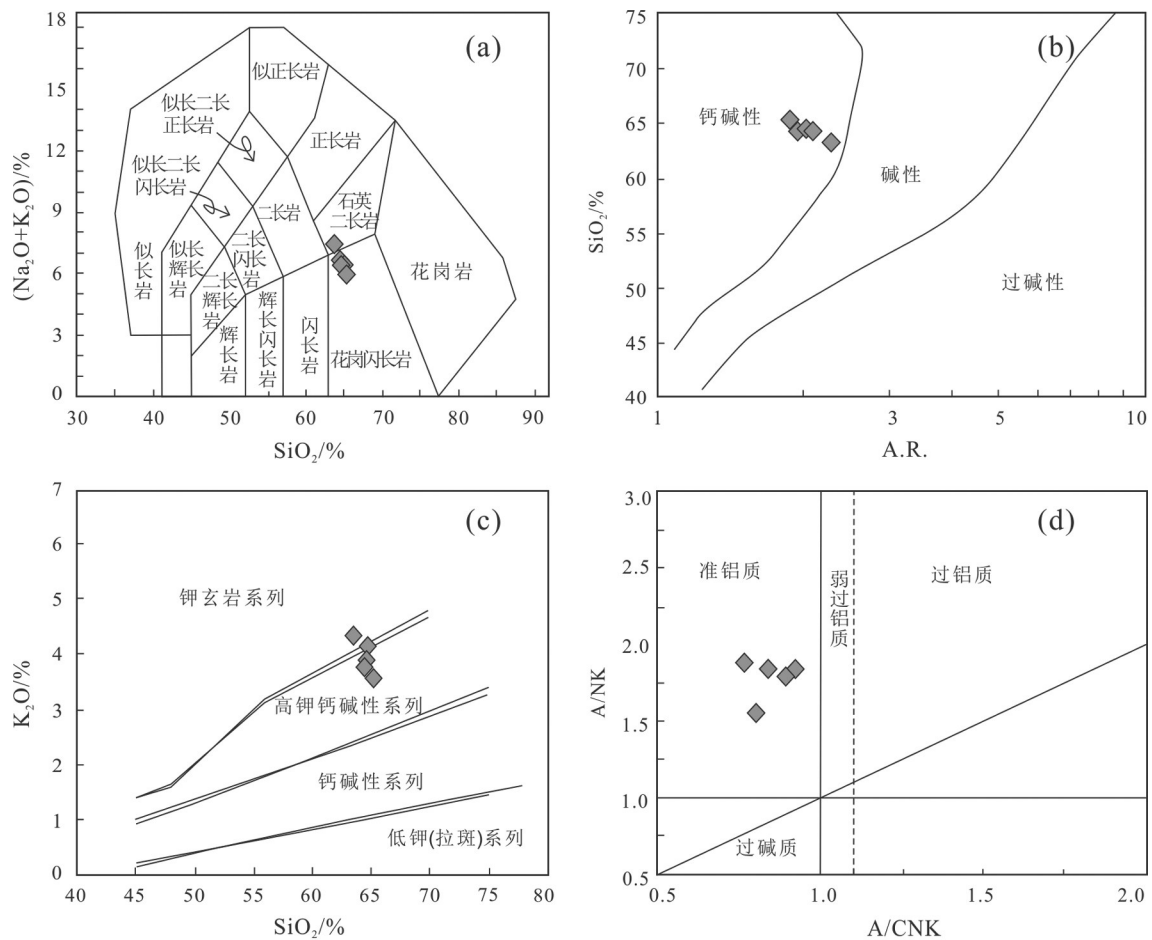 (a)
18
15
12
9
6
3
0
(Na₂O+K₂O)/%
似正长岩
似长二长
正长岩
正长岩
似长二长
闪长岩
石英
二长岩
二长岩
似长岩
似长辉长岩
二长闪长岩
二长辉长岩
辉长岩
辉长闪长岩
闪长岩
花岗闪长岩
花岗岩
30 40 50 60 70 80 90
SiO₂/%
(b)
75
70
65
60
55
50
45
40
SiO₂/%
钙碱性
碱性
过碱性
1 3 5 10
A.R.
(c)
7
6
5
4
3
2
1
0
K₂O/%
钾玄岩系列
高钾钙碱性系列
钙碱性系列
低钾(拉斑)系列
40 45 50 55 60 65 70 75 80
SiO₂/%
(d)
3.0
2.5
2.0
1.5
1.0
0.5
A/NK
准铝质
弱过铝质
过铝质
过碱质
0.5 1.0 1.5 2.0
A/CNK